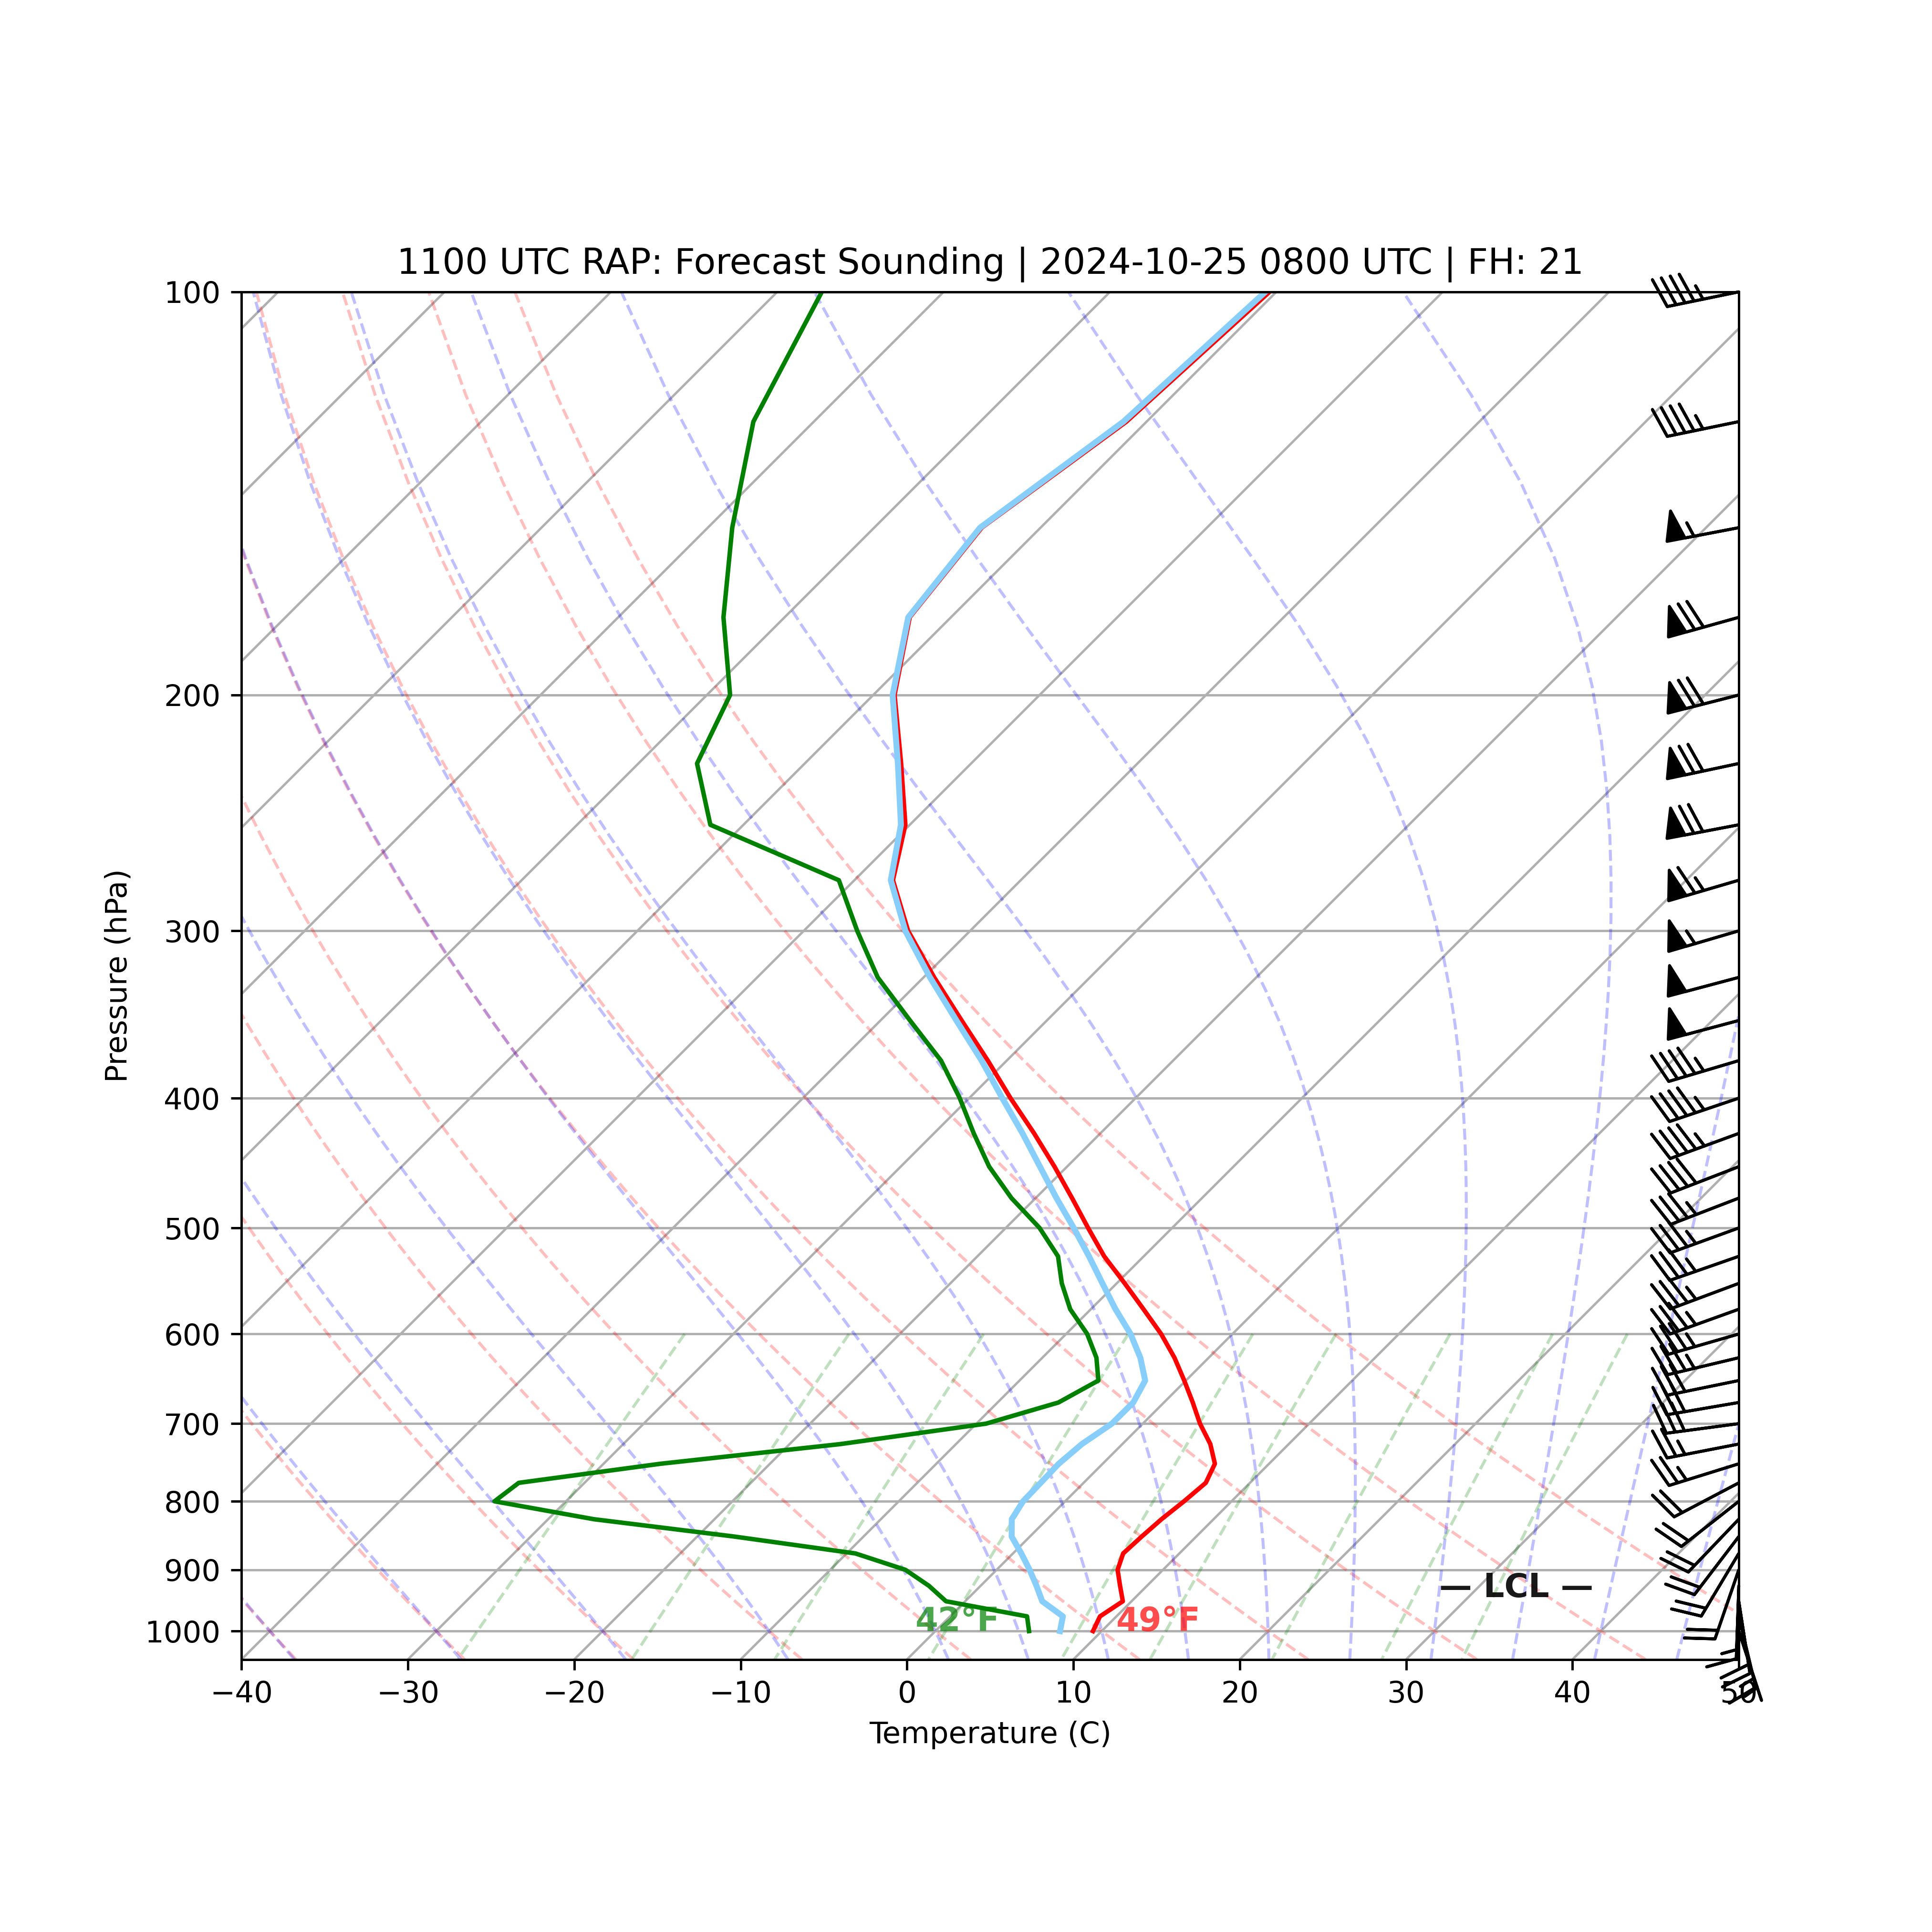 1100 UTC RAP: Forecast Sounding | 2024-10-25 0800 UTC | FH: 21
100
200
300
400
500
600
700
800
900
1000
Pressure (hPa)
— LCL —
42°F
49°F
−40 −30 −20 −10 0 10 20 30 40 50
Temperature (C)